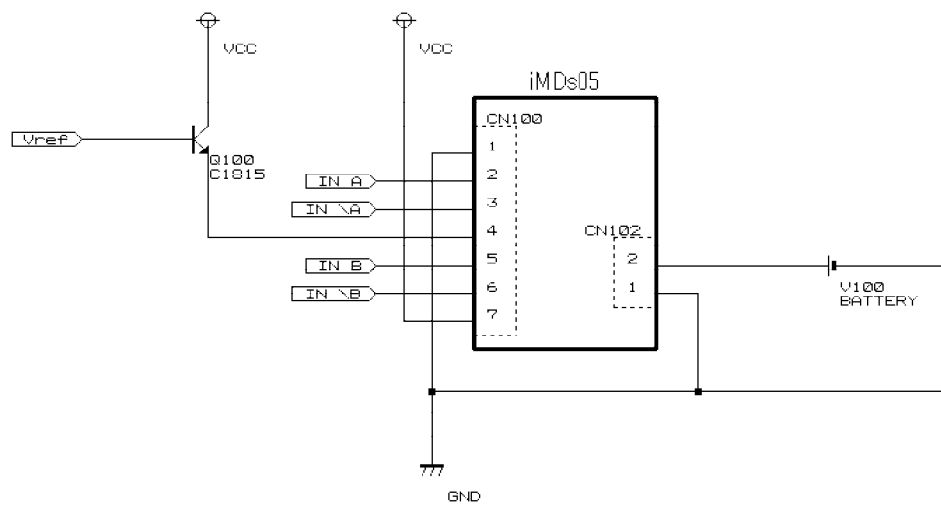 VCC
VCC
iMDs05
CN100
Vref
1
Q100
C1815
IN A
2
IN \A
3
4
CN102
IN B
5
2
IN \B
6
1
V100
BATTERY
7
GND